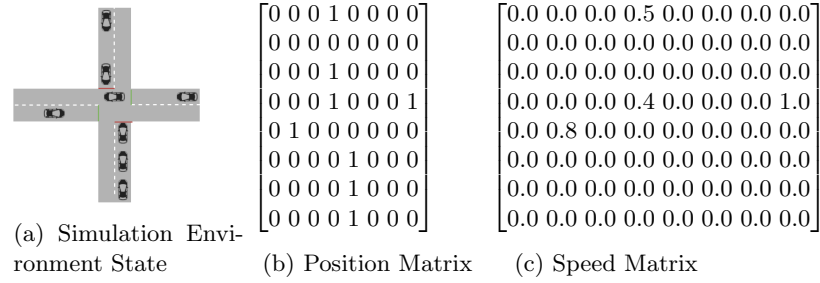 0 0 0 1 0 0 0 0
0 0 0 0 0 0 0 0
0 0 0 1 0 0 0 0
0 0 0 1 0 0 0 1
0 1 0 0 0 0 0 0
0 0 0 0 1 0 0 0
0 0 0 0 1 0 0 0
0 0 0 0 1 0 0 0
0.0 0.0 0.0 0.5 0.0 0.0 0.0 0.0
0.0 0.0 0.0 0.0 0.0 0.0 0.0 0.0
0.0 0.0 0.0 0.0 0.0 0.0 0.0 0.0
0.0 0.0 0.0 0.4 0.0 0.0 0.0 1.0
0.0 0.8 0.0 0.0 0.0 0.0 0.0 0.0
0.0 0.0 0.0 0.0 0.0 0.0 0.0 0.0
0.0 0.0 0.0 0.0 0.0 0.0 0.0 0.0
0.0 0.0 0.0 0.0 0.0 0.0 0.0 0.0
(a) Simulation Envi-
ronment State
(b) Position Matrix
(c) Speed Matrix